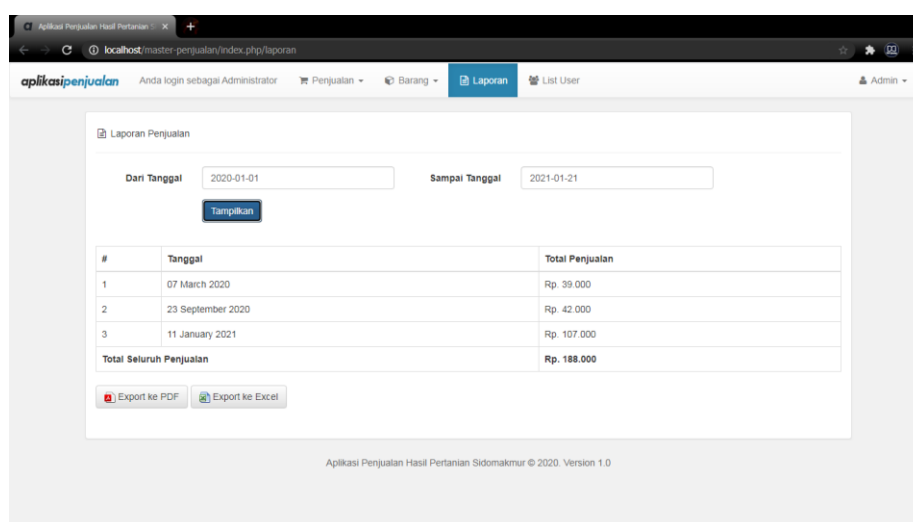 Aplikasi Penjualan Hasil Pertanian S
localhost/master-penjualan/index.php/laporan
aplikasipenjualan Anda login sebagai Administrator Penjualan Barang Laporan List User Admin
Laporan Penjualan
Dari Tanggal 2020-01-01 Sampai Tanggal 2021-01-21
Tampilkan
# Tanggal Total Penjualan
1 07 March 2020 Rp. 39.000
2 23 September 2020 Rp. 42.000
3 11 January 2021 Rp. 107.000
Total Seluruh Penjualan Rp. 188.000
Export ke PDF Export ke Excel
Aplikasi Penjualan Hasil Pertanian Sidomakmur © 2020. Version 1.0